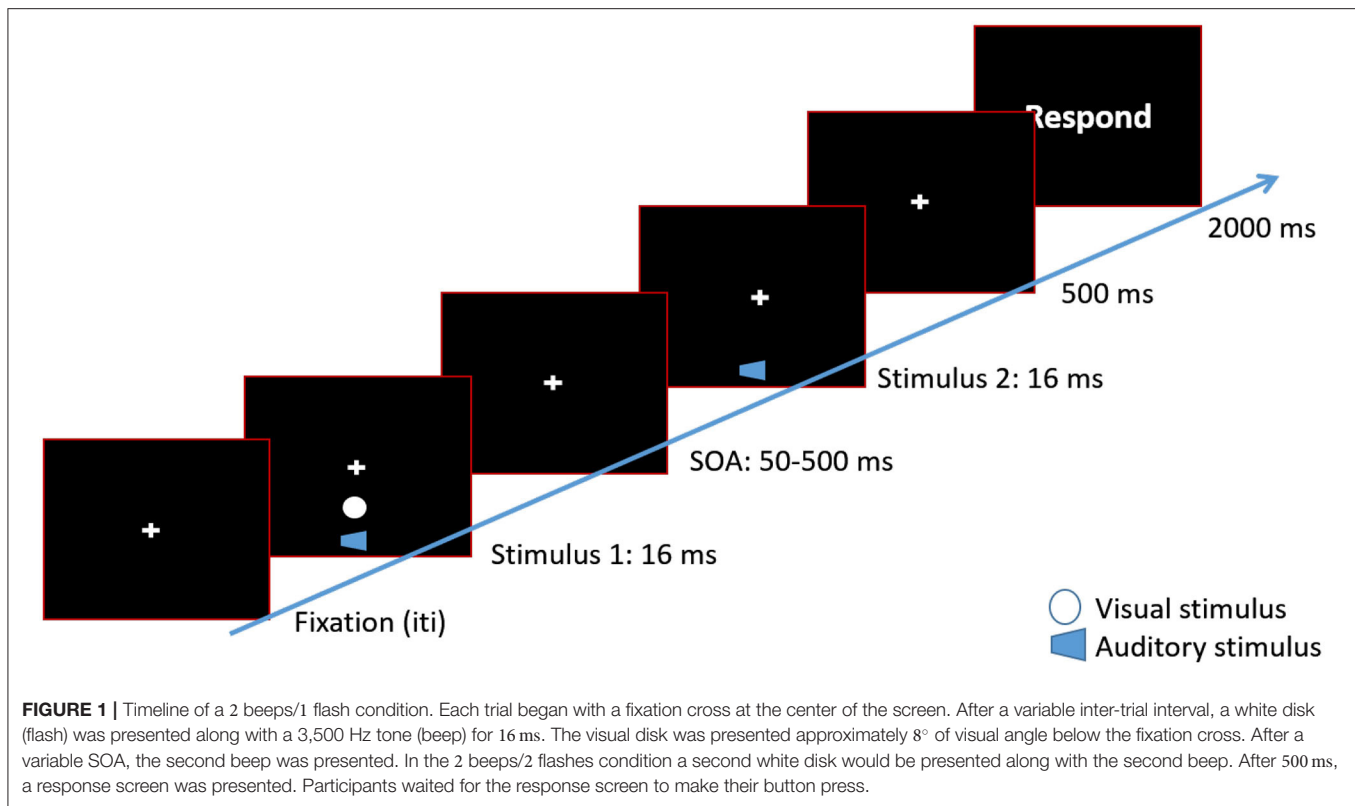 Respond
2000 ms
500 ms
Stimulus 2: 16 ms
SOA: 50-500 ms
Stimulus 1: 16 ms
Fixation (iti)
Visual stimulus
Auditory stimulus
FIGURE 1 | Timeline of a 2 beeps/1 flash condition. Each trial began with a fixation cross at the center of the screen. After a variable inter-trial interval, a white disk
(flash) was presented along with a 3,500 Hz tone (beep) for 16 ms. The visual disk was presented approximately 8° of visual angle below the fixation cross. After a
variable SOA, the second beep was presented. In the 2 beeps/2 flashes condition a second white disk would be presented along with the second beep. After 500 ms,
a response screen was presented. Participants waited for the response screen to make their button press.